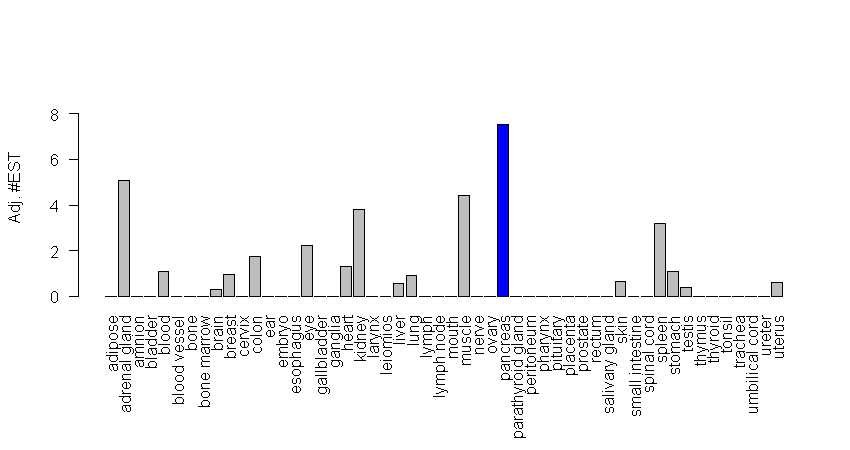 Adj. #EST
8
6
4
2
0
adipose
adrenal gland
amnion
bladder
blood
blood vessel
bone
bone marrow
brain
breast
cervix
colon
ear
embryo
esophagus
eye
gallbladder
ganglia
heart
kidney
larynx
leiomios
liver
lung
lymph
lymph node
mouth
muscle
nerve
ovary
pancreas
parathyroid gland
peritoneum
pharynx
pituitary
placenta
prostate
rectum
salivary gland
skin
small intestine
spinal cord
spleen
stomach
testis
thymus
thyroid
tonsil
trachea
umbilical cord
ureter
uterus